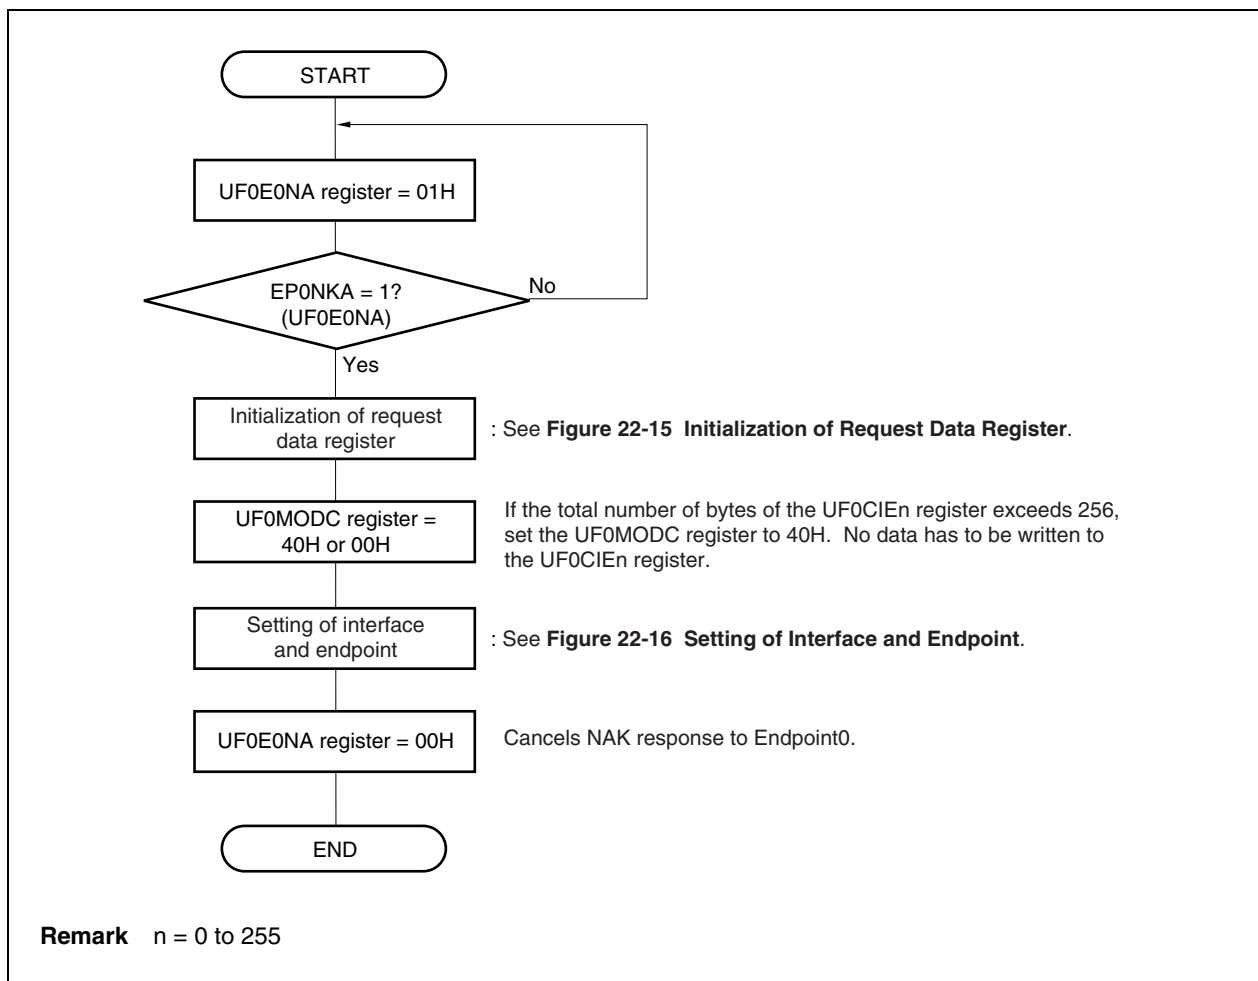 START
UF0E0NA register = 01H
EP0NKA = 1?
(UF0E0NA)
No
Yes
Initialization of request
data register
: See Figure 22-15  Initialization of Request Data Register.
UF0MODC register =
40H or 00H
If the total number of bytes of the UF0CIEn register exceeds 256,
set the UF0MODC register to 40H.  No data has to be written to
the UF0CIEn register.
Setting of interface
and endpoint
: See Figure 22-16  Setting of Interface and Endpoint.
UF0E0NA register = 00H
Cancels NAK response to Endpoint0.
END
Remark    n = 0 to 255